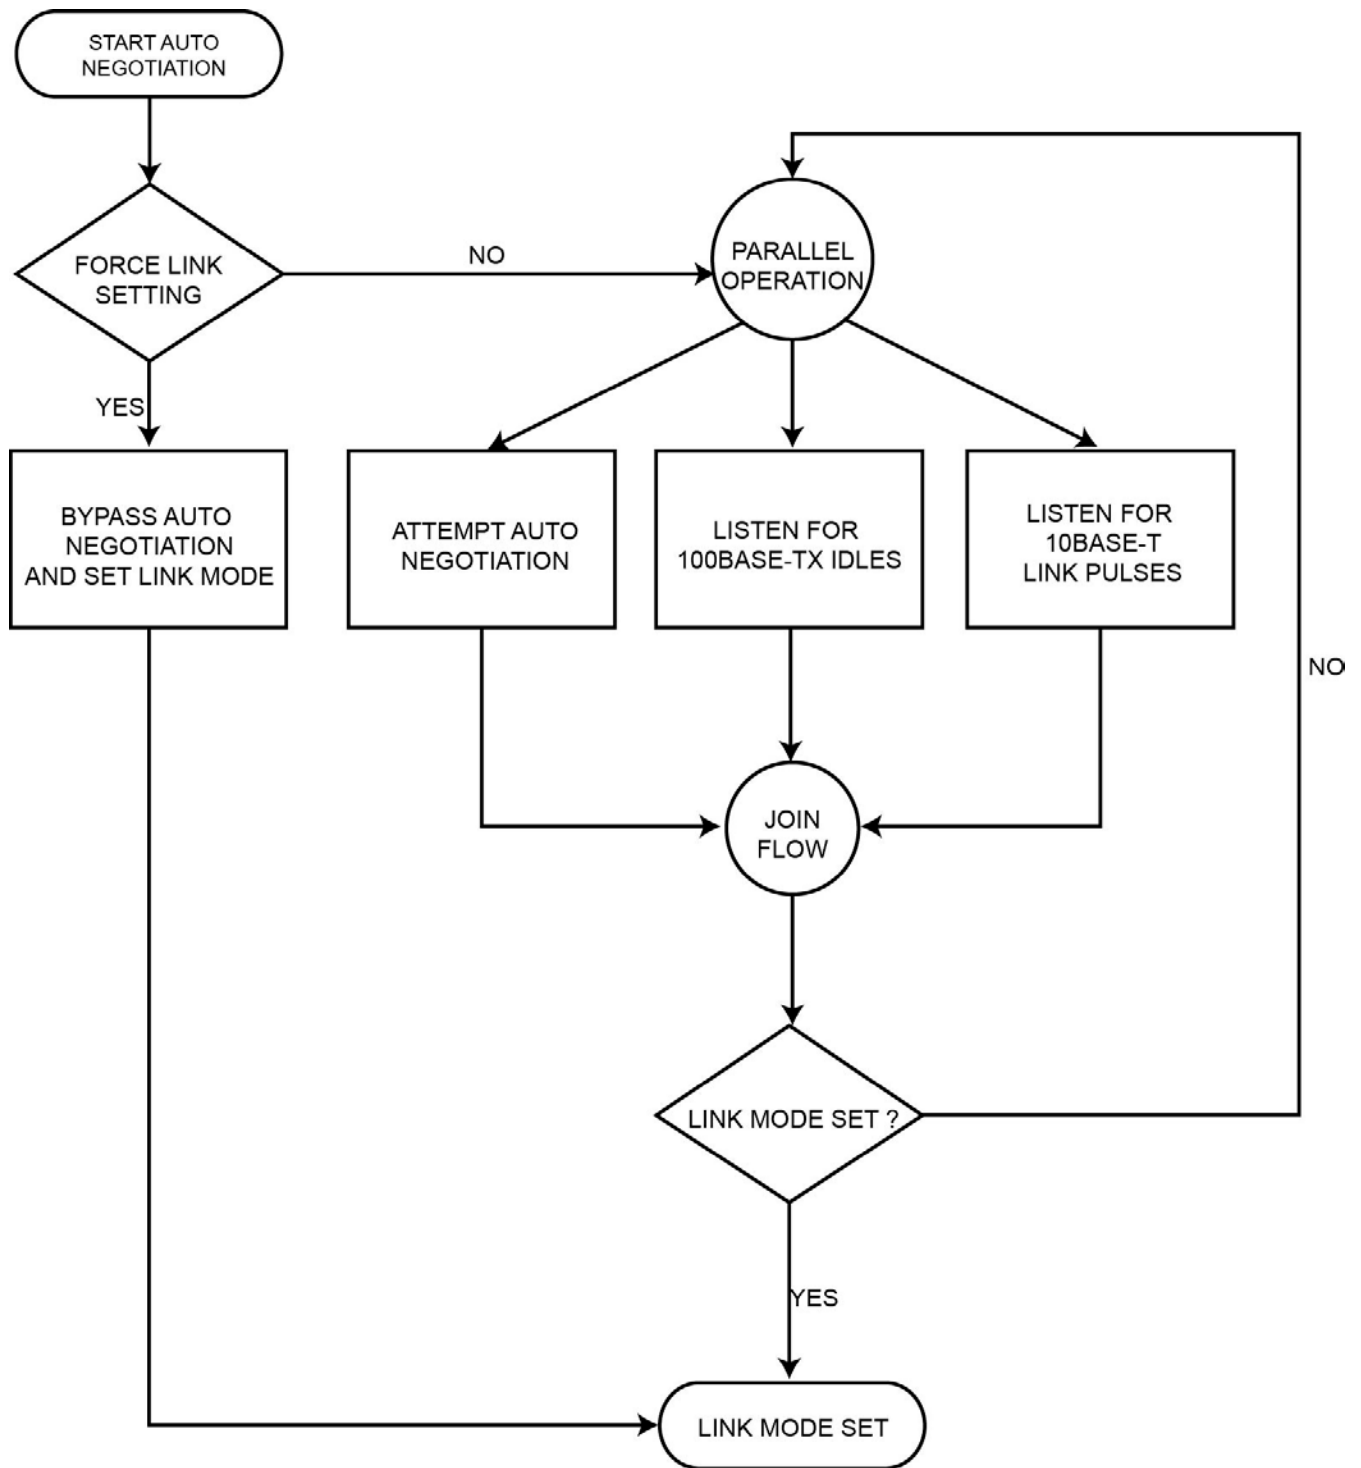 START AUTO
NEGOTIATION
FORCE LINK
SETTING
NO
PARALLEL
OPERATION
YES
BYPASS AUTO
NEGOTIATION
AND SET LINK MODE
ATTEMPT AUTO
NEGOTIATION
LISTEN FOR
100BASE-TX IDLES
LISTEN FOR
10BASE-T
LINK PULSES
NO
JOIN
FLOW
LINK MODE SET ?
YES
LINK MODE SET